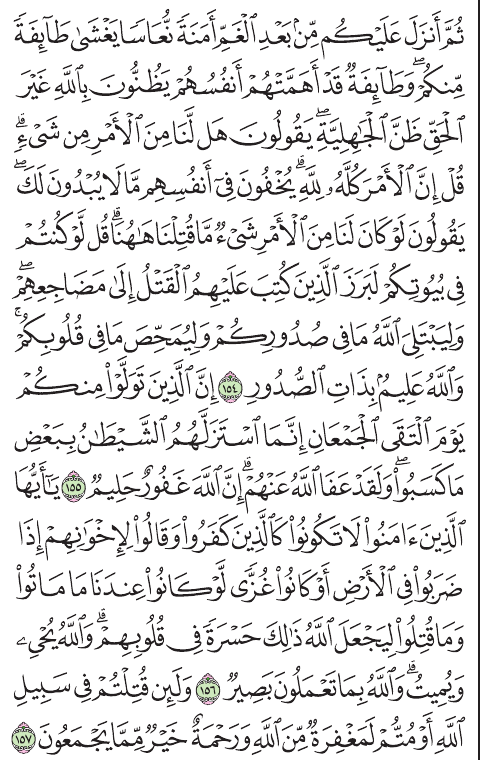 ثُمَّ أَنزَلَ عَلَيْكُم مِّنۢ بَعْدِ ٱلْغَمِّ أَمَنَةً نُّعَاسًا يَغْشَىٰ طَآئِفَةً
مِّنكُمْ ۖ وَطَآئِفَةٌ قَدْ أَهَمَّتْهُمْ أَنفُسُهُمْ يَظُنُّونَ بِٱللَّهِ غَيْرَ
ٱلْحَقِّ ظَنَّ ٱلْجَٰهِلِيَّةِ ۖ يَقُولُونَ هَل لَّنَا مِنَ ٱلْأَمْرِ مِن شَىْءٍ ۗ
قُلْ إِنَّ ٱلْأَمْرَ كُلَّهُۥ لِلَّهِ ۗ يُخْفُونَ فِىٓ أَنفُسِهِم مَّا لَا يُبْدُونَ لَكَ ۖ
يَقُولُونَ لَوْ كَانَ لَنَا مِنَ ٱلْأَمْرِ شَىْءٌ مَّا قُتِلْنَا هَٰهُنَا ۗ قُل لَّوْ كُنتُمْ
فِى بُيُوتِكُمْ لَبَرَزَ ٱلَّذِينَ كُتِبَ عَلَيْهِمُ ٱلْقَتْلُ إِلَىٰ مَضَاجِعِهِمْ ۖ
وَلِيَبْتَلِىَ ٱللَّهُ مَا فِى صُدُورِكُمْ وَلِيُمَحِّصَ مَا فِى قُلُوبِكُمْ ۗ
وَٱللَّهُ عَلِيمٌۢ بِذَاتِ ٱلصُّدُورِ ١٥٤ إِنَّ ٱلَّذِينَ تَوَلَّوْا۟ مِنكُمْ
يَوْمَ ٱلْتَقَى ٱلْجَمْعَانِ إِنَّمَا ٱسْتَزَلَّهُمُ ٱلشَّيْطَٰنُ بِبَعْضِ
مَا كَسَبُوا۟ ۖ وَلَقَدْ عَفَا ٱللَّهُ عَنْهُمْ ۗ إِنَّ ٱللَّهَ غَفُورٌ حَلِيمٌ ١٥٥ يَٰٓأَيُّهَا
ٱلَّذِينَ ءَامَنُوا۟ لَا تَكُونُوا۟ كَٱلَّذِينَ كَفَرُوا۟ وَقَالُوا۟ لِإِخْوَٰنِهِمْ إِذَا
ضَرَبُوا۟ فِى ٱلْأَرْضِ أَوْ كَانُوا۟ غُزًّى لَّوْ كَانُوا۟ عِندَنَا مَا مَاتُوا۟
وَمَا قُتِلُوا۟ لِيَجْعَلَ ٱللَّهُ ذَٰلِكَ حَسْرَةً فِى قُلُوبِهِمْ ۗ وَٱللَّهُ يُحْىِۦ
وَيُمِيتُ ۗ وَٱللَّهُ بِمَا تَعْمَلُونَ بَصِيرٌ ١٥٦ وَلَئِن قُتِلْتُمْ فِى سَبِيلِ
ٱللَّهِ أَوْ مُتُّمْ لَمَغْفِرَةٌ مِّنَ ٱللَّهِ وَرَحْمَةٌ خَيْرٌ مِّمَّا يَجْمَعُونَ ١٥٧